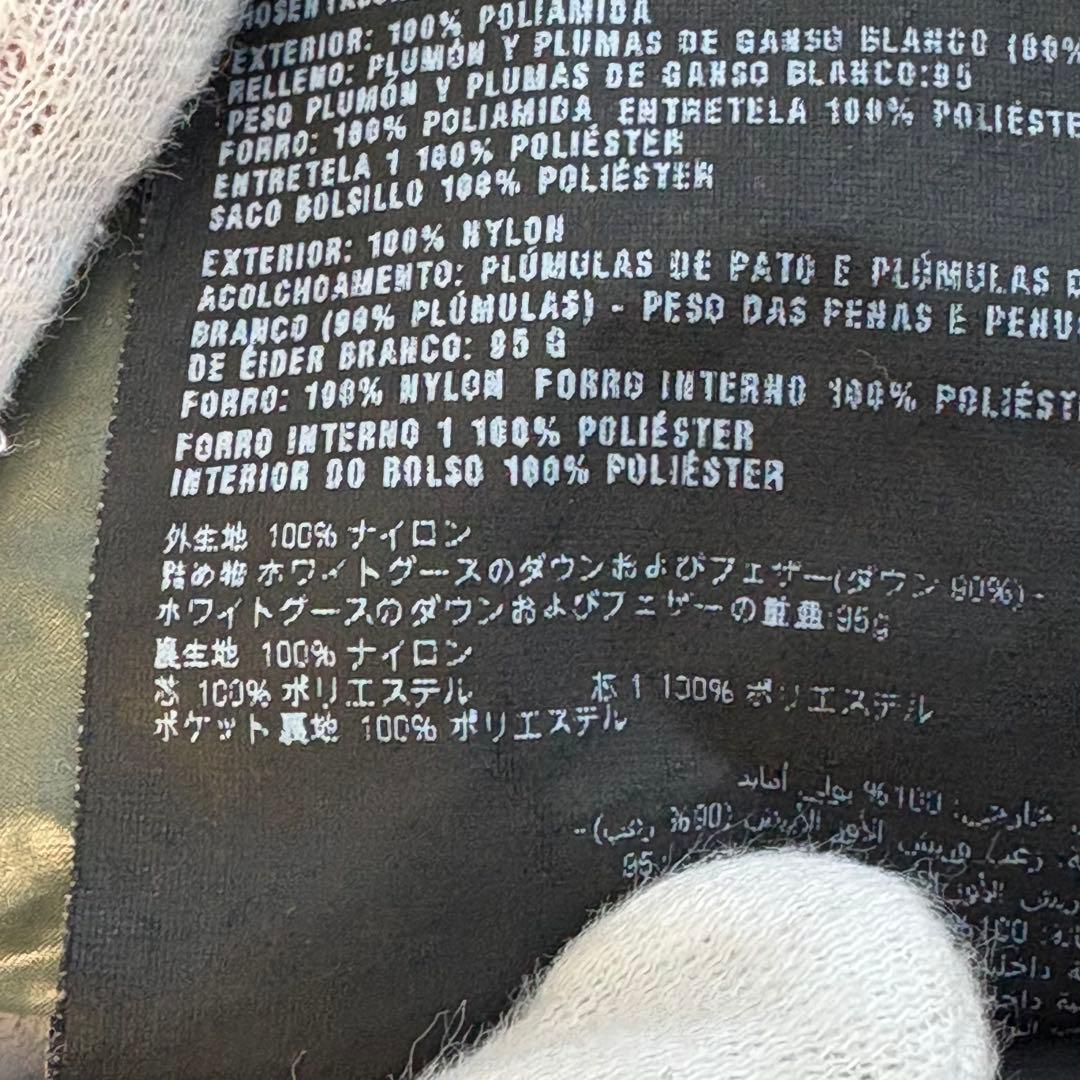 EXTERIOR: 100% POLIAMIDA
RELLENO: PLUMÓN Y PLUMAS DE GANSO BLANCO (90%
PESO PLUMÓN Y PLUMAS DE GANSO BLANCO:95
FORRO: 100% POLIAMIDA ENTRETELA 100% POLIÉSTE
ENTRETELA 1 100% POLIÉSTER
SACO BOLSILLO 100% POLIÉSTER
EXTERIOR: 100% NYLON
ACOLCHOAMENTO: PLÚMULAS DE PATO E PLÚMULAS D
BRANCO (90% PLÚMULAS) - PESO DAS PENAS E PENU
DE ÉIDER BRANCO: 95 G
FORRO: 100% NYLON FORRO INTERNO 100% POLIÉST
FORRO INTERNO 1 100% POLIÉSTER
INTERIOR DO BOLSO 100% POLIÉSTER
外生地 100% ナイロン
詰め物 ホワイトグースのダウンおよびフェザー(ダウン 90%) -
ホワイトグースのダウンおよびフェザーの重量:95g
裏生地 100% ナイロン
芯 100% ポリエステル 芯 1 100% ポリエステル
ポケット裏地 100% ポリエステル
خارجي: 100% بولي أمايد